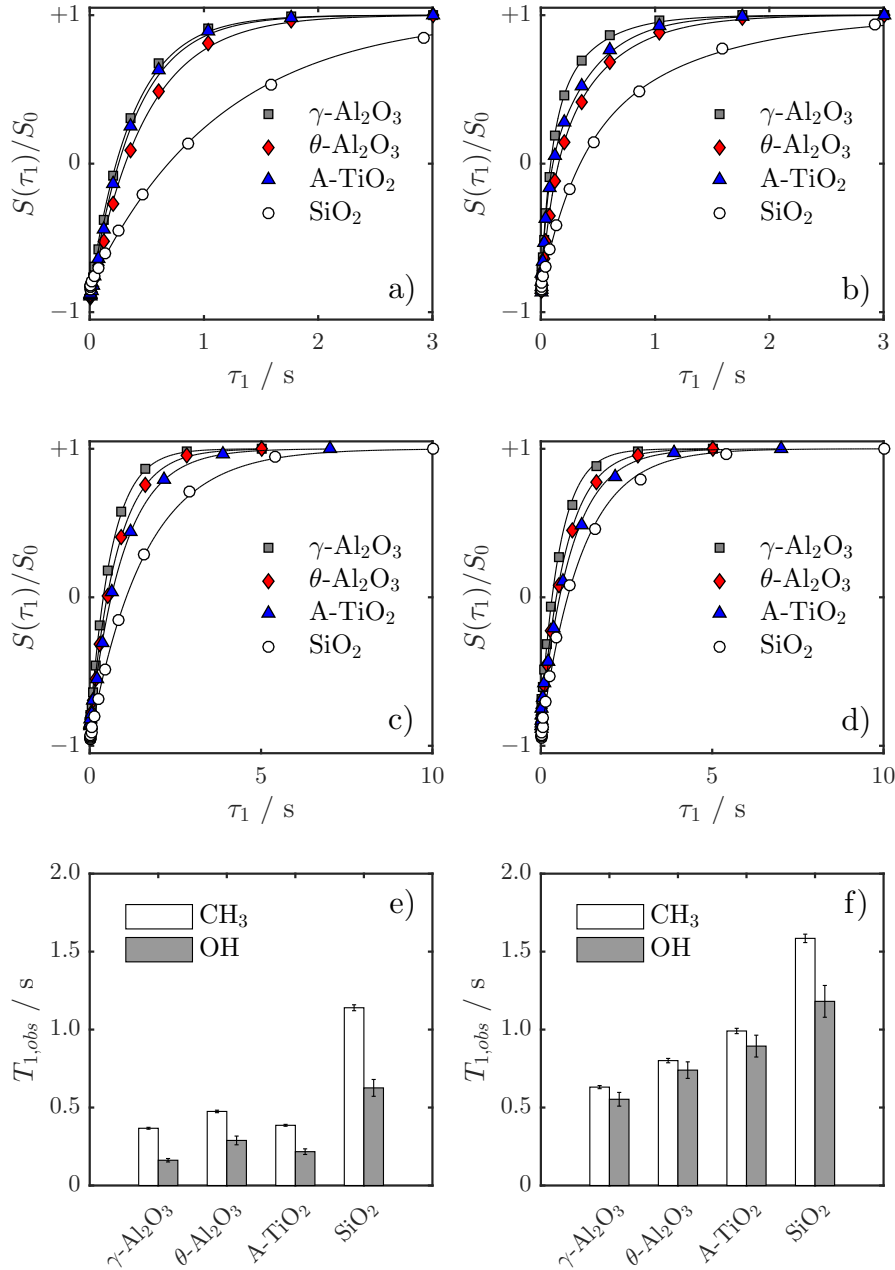 +1
0
−1
S(τ₁)/S₀
γ-Al₂O₃
θ-Al₂O₃
A-TiO₂
SiO₂
a)
0 1 2 3
τ₁ / s
+1
0
−1
S(τ₁)/S₀
γ-Al₂O₃
θ-Al₂O₃
A-TiO₂
SiO₂
b)
0 1 2 3
τ₁ / s
+1
0
−1
S(τ₁)/S₀
γ-Al₂O₃
θ-Al₂O₃
A-TiO₂
SiO₂
c)
0 5 10
τ₁ / s
+1
0
−1
S(τ₁)/S₀
γ-Al₂O₃
θ-Al₂O₃
A-TiO₂
SiO₂
d)
0 5 10
τ₁ / s
2.0
1.5
1.0
0.5
0
T₁,obs / s
CH₃
OH
e)
γ-Al₂O₃ θ-Al₂O₃ A-TiO₂ SiO₂
2.0
1.5
1.0
0.5
0
T₁,obs / s
CH₃
OH
f)
γ-Al₂O₃ θ-Al₂O₃ A-TiO₂ SiO₂